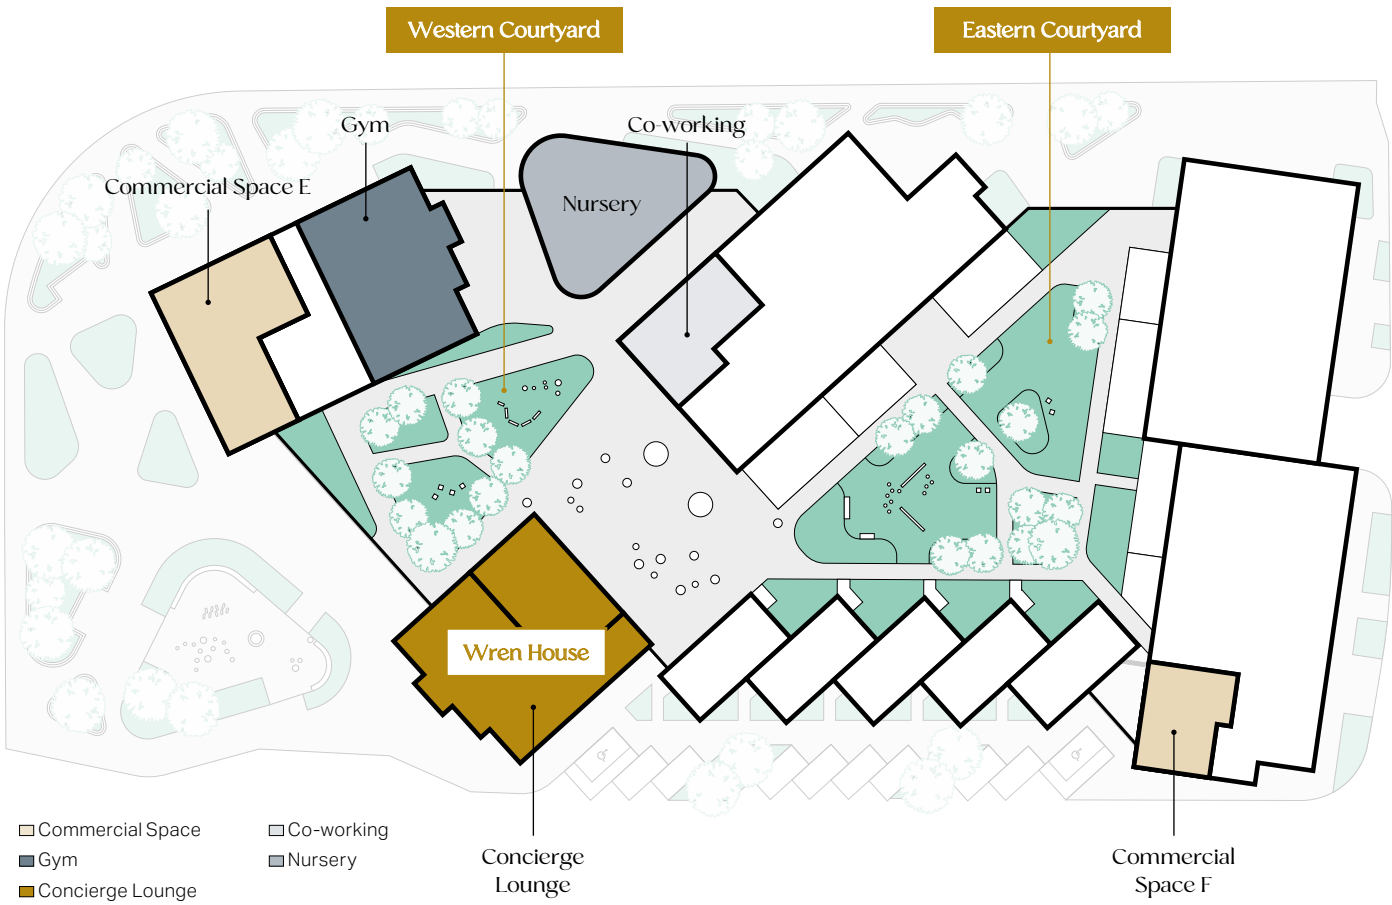 Western Courtyard
Eastern Courtyard
Gym
Co-working
Commercial Space E
Nursery
Wren House
Commercial Space
Gym
Concierge Lounge
Co-working
Nursery
Concierge
Lounge
Commercial
Space F